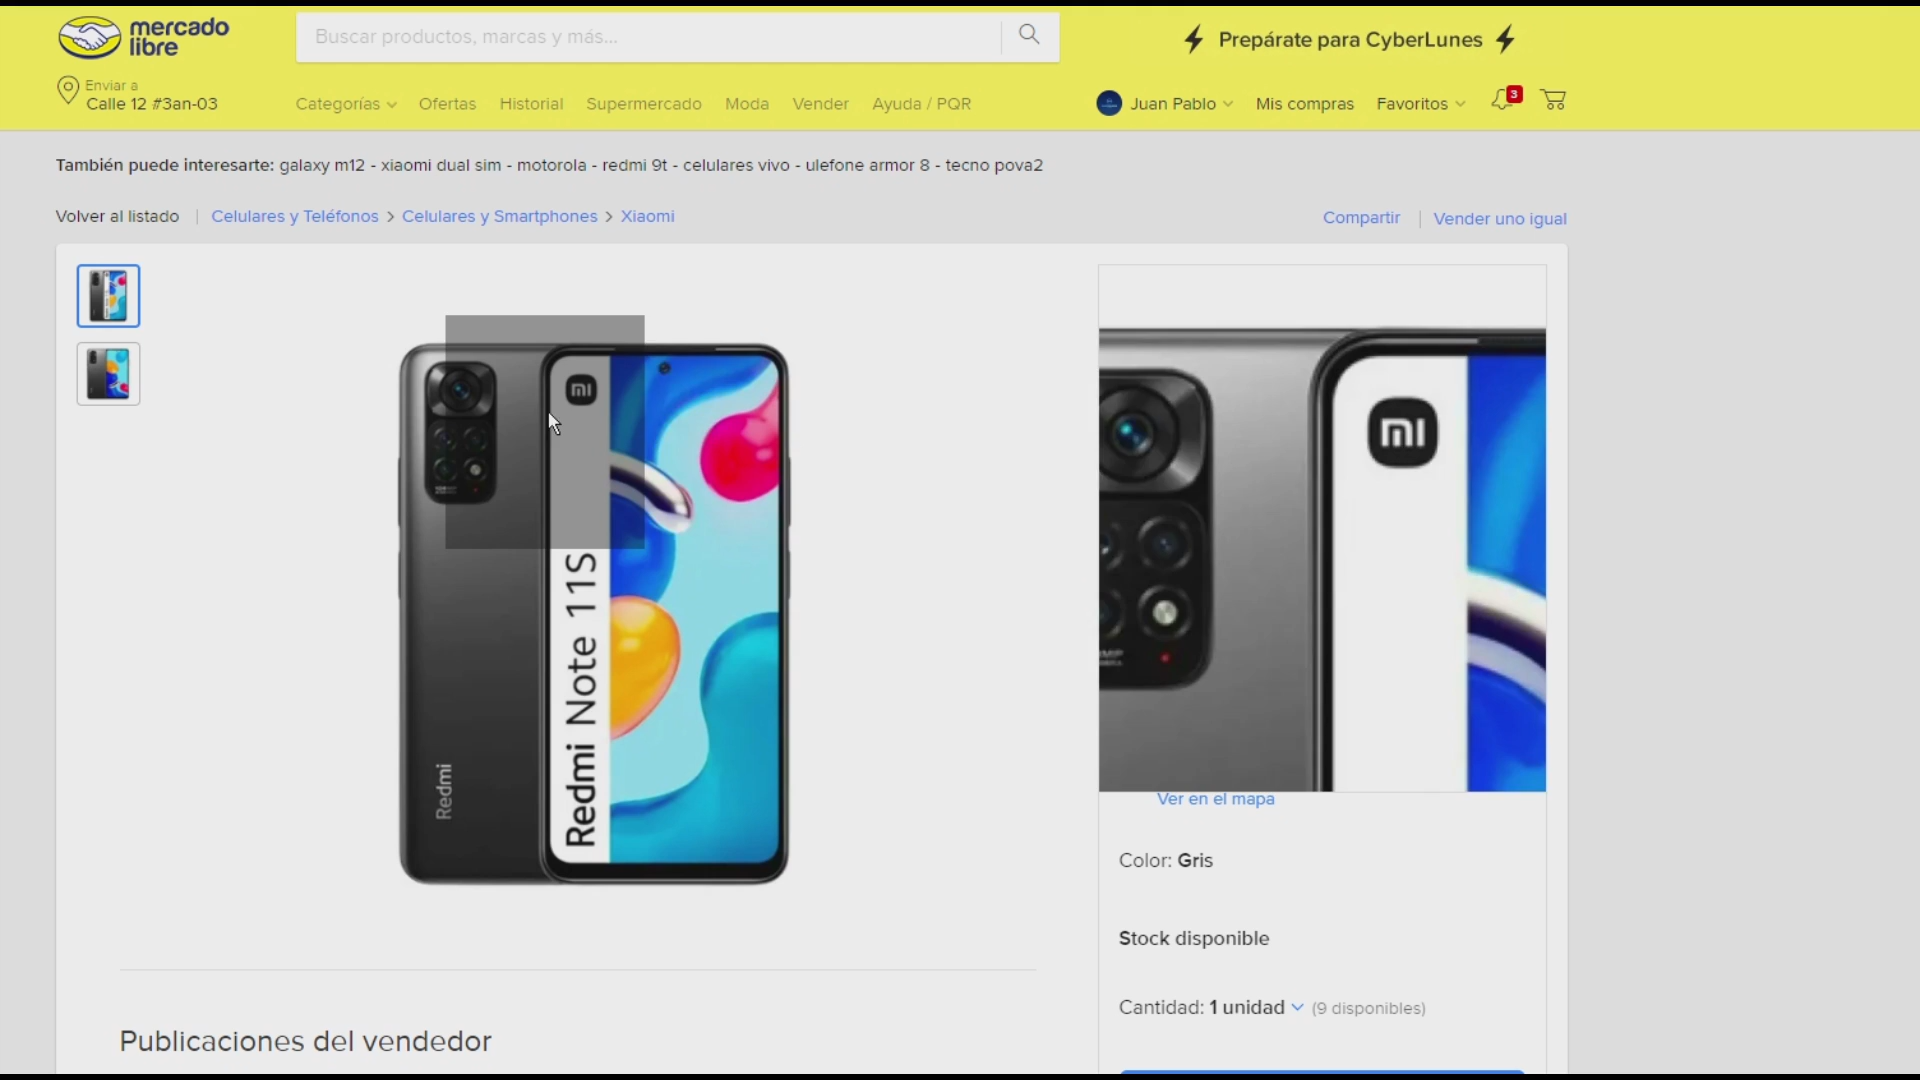 mercado
libre
Buscar productos, marcas y más...
Prepárate para CyberLunes
Enviar a
Calle 12 #3an-03
Categorías
Ofertas
Historial
Supermercado
Moda
Vender
Ayuda / PQR
Juan Pablo
Mis compras
Favoritos
3
También puede interesarte: galaxy m12 - xiaomi dual sim - motorola - redmi 9t - celulares vivo - ulefone armor 8 - tecno pova2
Volver al listado
Celulares y Teléfonos > Celulares y Smartphones > Xiaomi
Compartir
Vender uno igual
mi
Redmi Note 11S
Redmi
mi
Ver en el mapa
Color: Gris
Stock disponible
Cantidad: 1 unidad (9 disponibles)
Publicaciones del vendedor